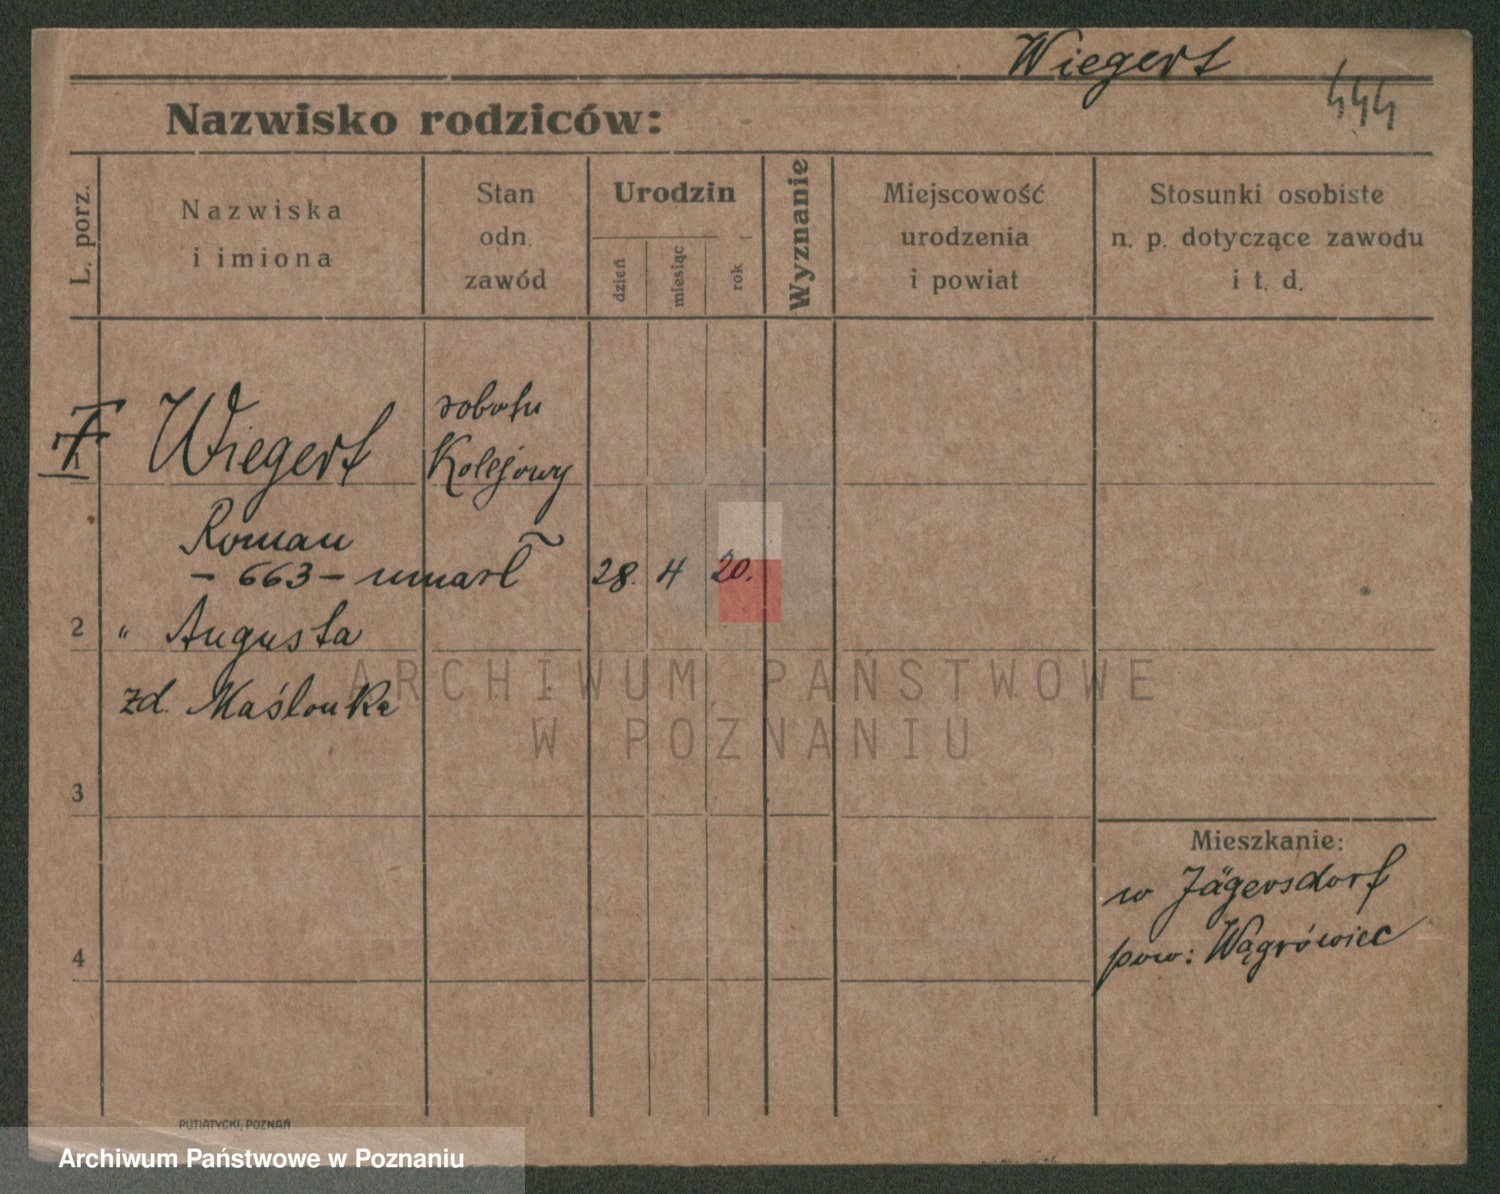 Wiegert
444
Nazwisko rodziców:
L. porz.
Nazwiska
i imiona
Stan
odn.
zawód
Urodzin
dzień
miesiąc
rok
Wyznanie
Miejscowość
urodzenia
i powiat
Stosunki osobiste
n. p. dotyczące zawodu
i t. d.
1 Wiegert
robotn
Kolejowy
Roman
- 663 - umarł 28. 4 20.
2 " Augusta
zd. Maślonka
3
4
Mieszkanie:
w Jägersdorf
pow: Wągrówiec
ARCHIWUM PAŃSTWOWE
W POZNANIU
PUTIATYCKI, POZNAŃ
Archiwum Państwowe w Poznaniu